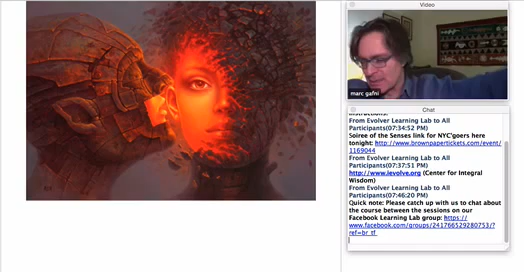 Video
marc gafni
Chat
instructions:
From Evolver Learning Lab to All
Participants(07:34:52 PM)
Soiree of the Senses link for NYC'goers here
tonight: http://www.brownpapertickets.com/event/
1169044
From Evolver Learning Lab to All
Participants(07:37:51 PM)
http://www.ievolve.org (Center for Integral
Wisdom)
From Evolver Learning Lab to All
Participants(07:46:20 PM)
Quick note: Please catch up with us to chat about
the course between the sessions on our
Facebook Learning Lab group: https://
www.facebook.com/groups/241766529280753/?
ref=br_tf